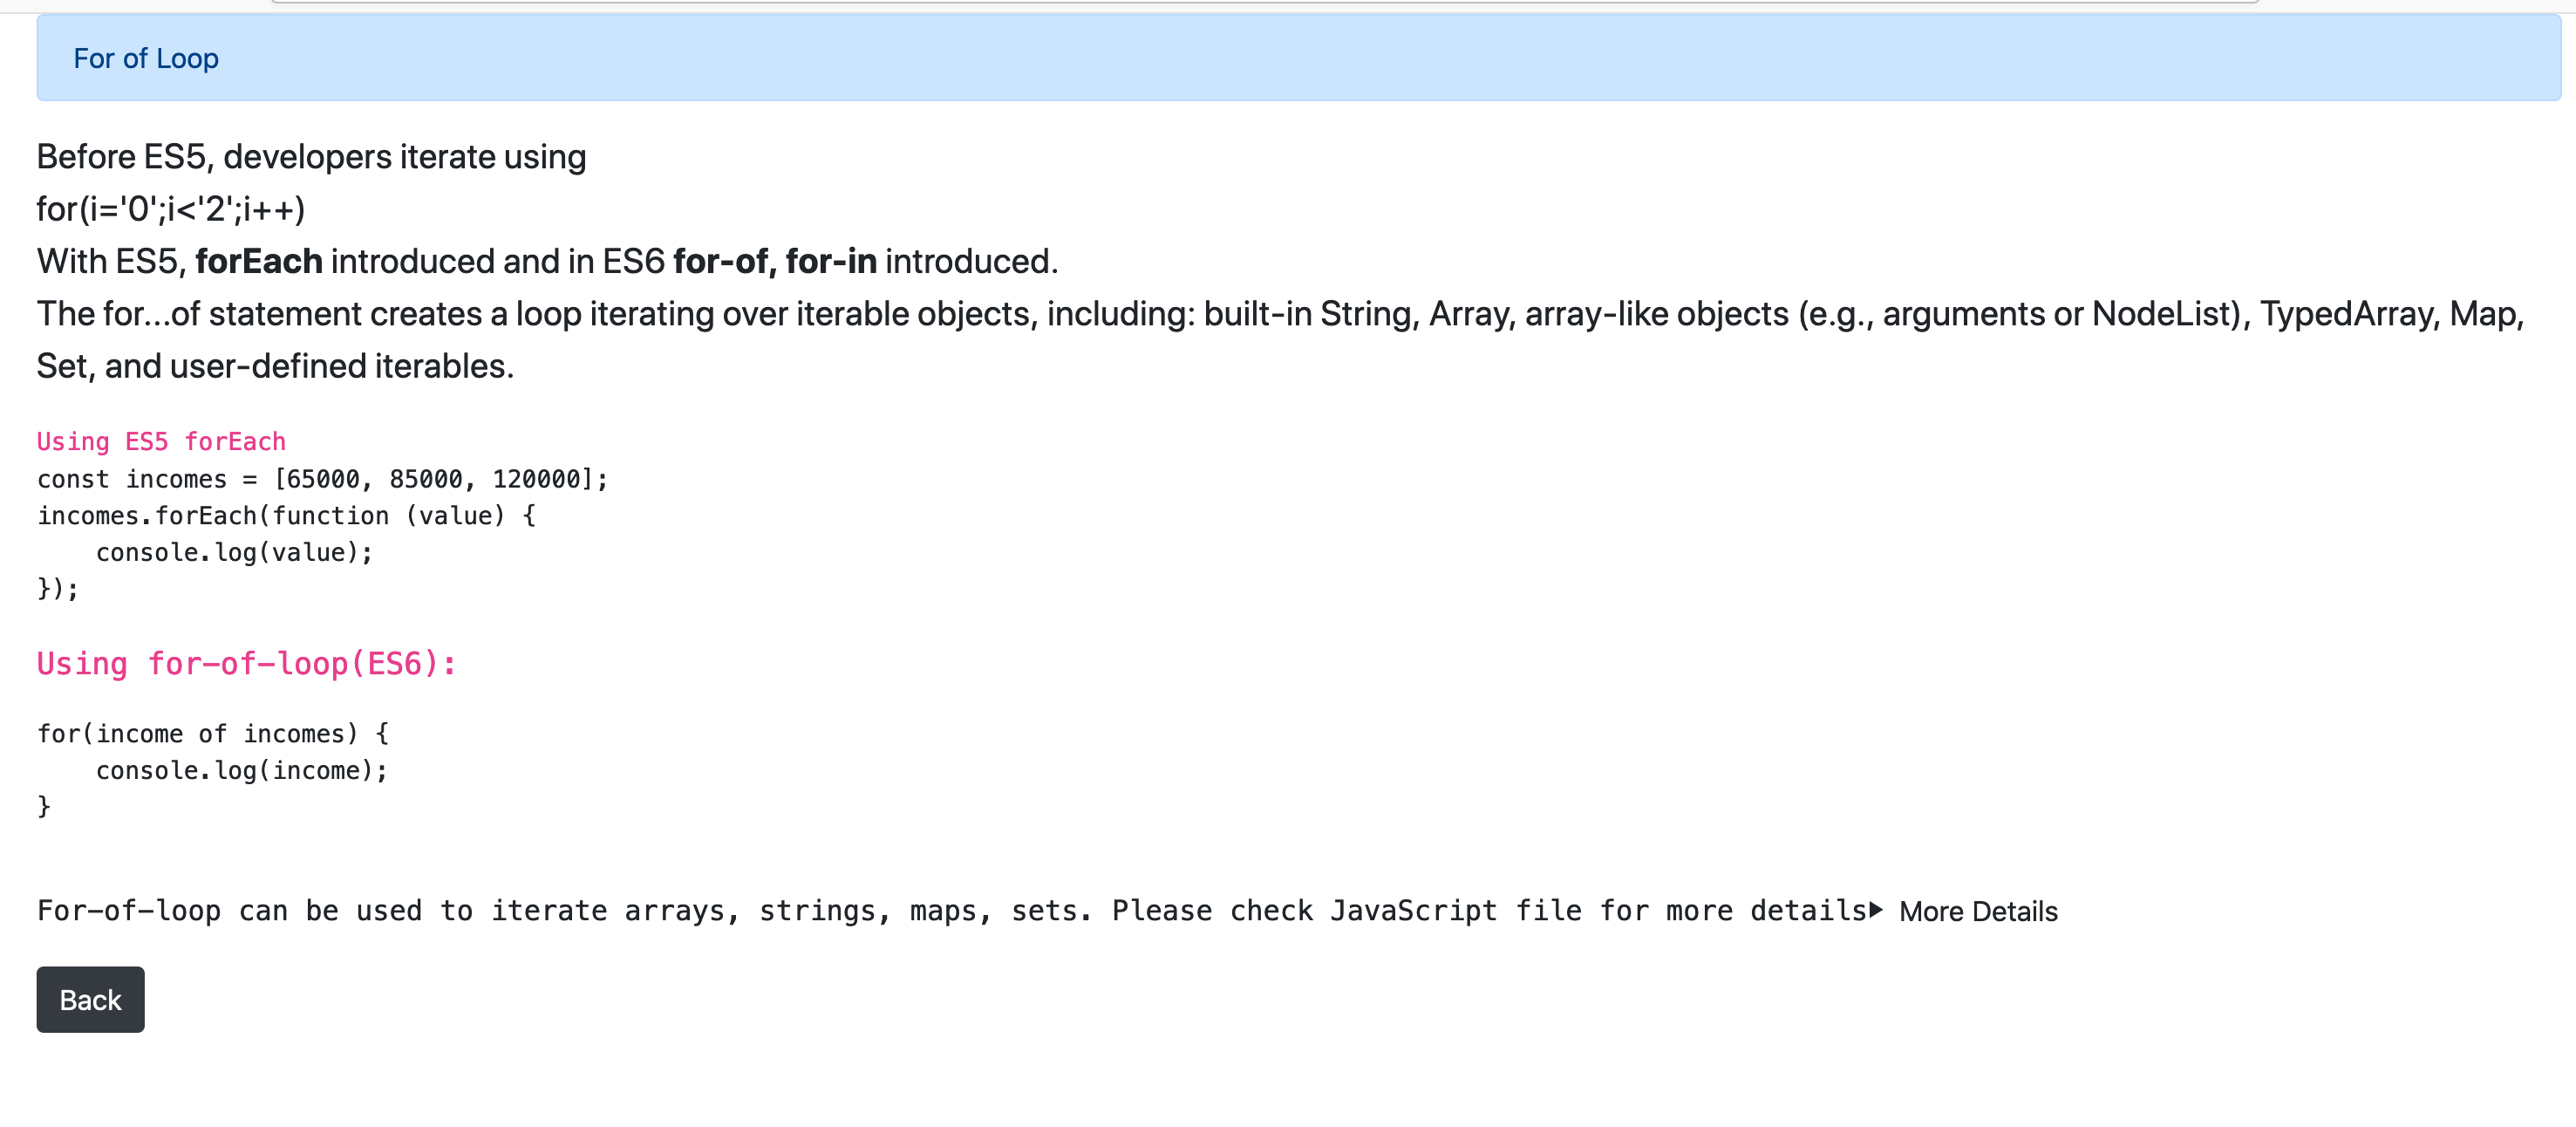 For of Loop
Before ES5, developers iterate using
for(i='0';i<'2';i++)
With ES5, forEach introduced and in ES6 for-of, for-in introduced.
The for...of statement creates a loop iterating over iterable objects, including: built-in String, Array, array-like objects (e.g., arguments or NodeList), TypedArray, Map,
Set, and user-defined iterables.
Using ES5 forEach
const incomes = [65000, 85000, 120000];
incomes.forEach(function (value) {
    console.log(value);
});
Using for-of-loop(ES6):
for(income of incomes) {
    console.log(income);
}
For-of-loop can be used to iterate arrays, strings, maps, sets. Please check JavaScript file for more details▶ More Details
Back